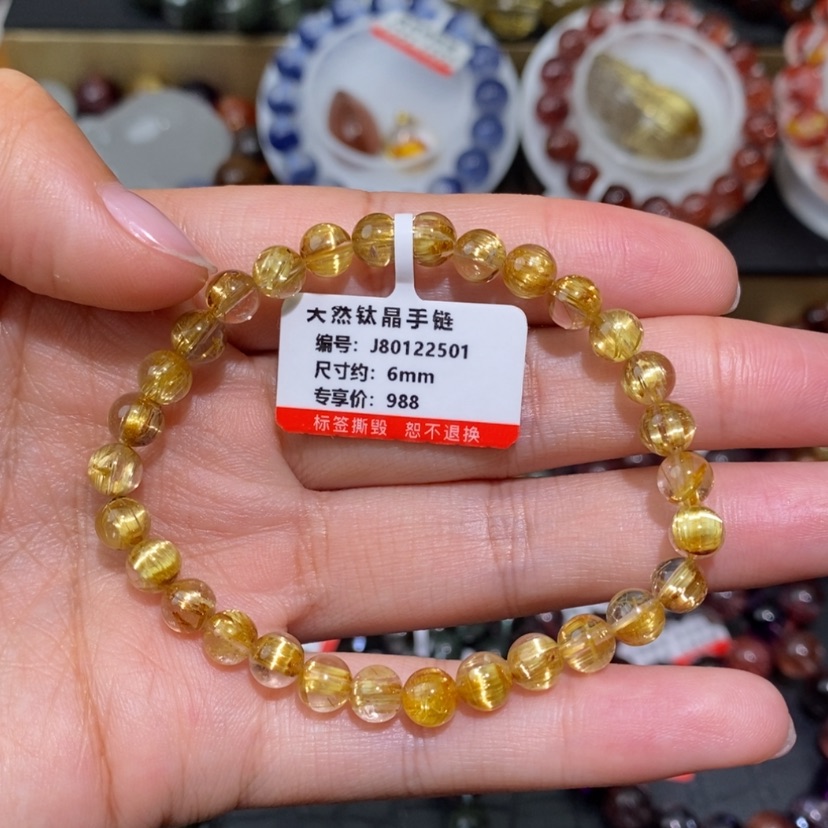 天然钛晶手链
编号：J80122501
尺寸约：6mm
专享价：988
标签撕毁 恕不退换